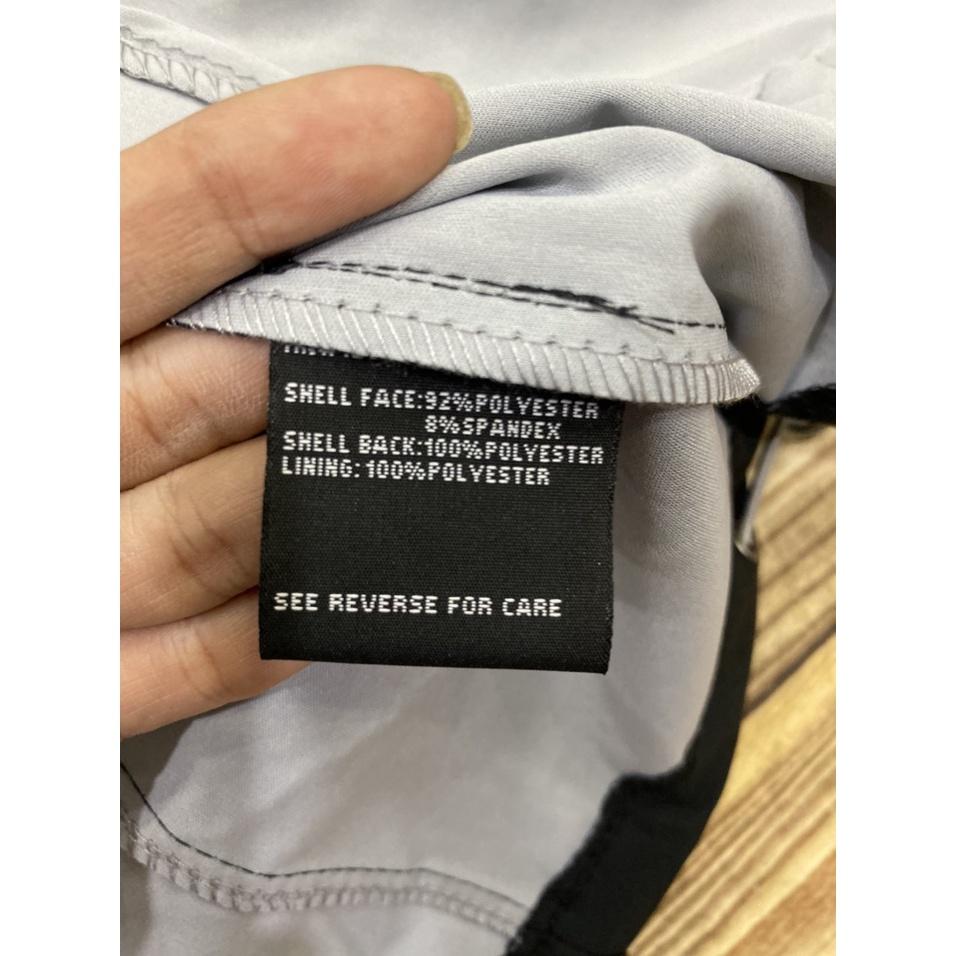 SHELL FACE:92%POLYESTER
8%SPANDEX
SHELL BACK:100%POLYESTER
LINING: 100%POLYESTER
SEE REVERSE FOR CARE